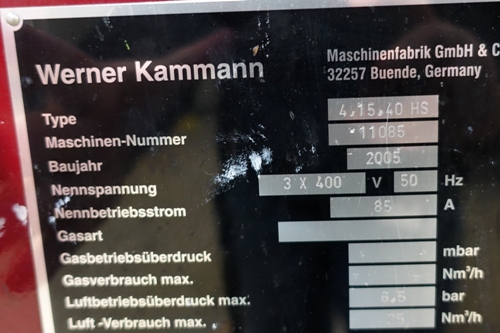 Werner Kammann
Maschinenfabrik GmbH & C
32257 Buende, Germany
Type 4,15,40 HS
Maschinen-Nummer 11085
Baujahr 2005
Nennspannung 3 X 400 V 50 Hz
Nennbetriebsstrom 85 A
Gasart
Gasbetriebsüberdruck mbar
Gasverbrauch max. Nm³/h
Luftbetriebsüberdruck max. 6,5 bar
Luft -Verbrauch max. Nm³/h